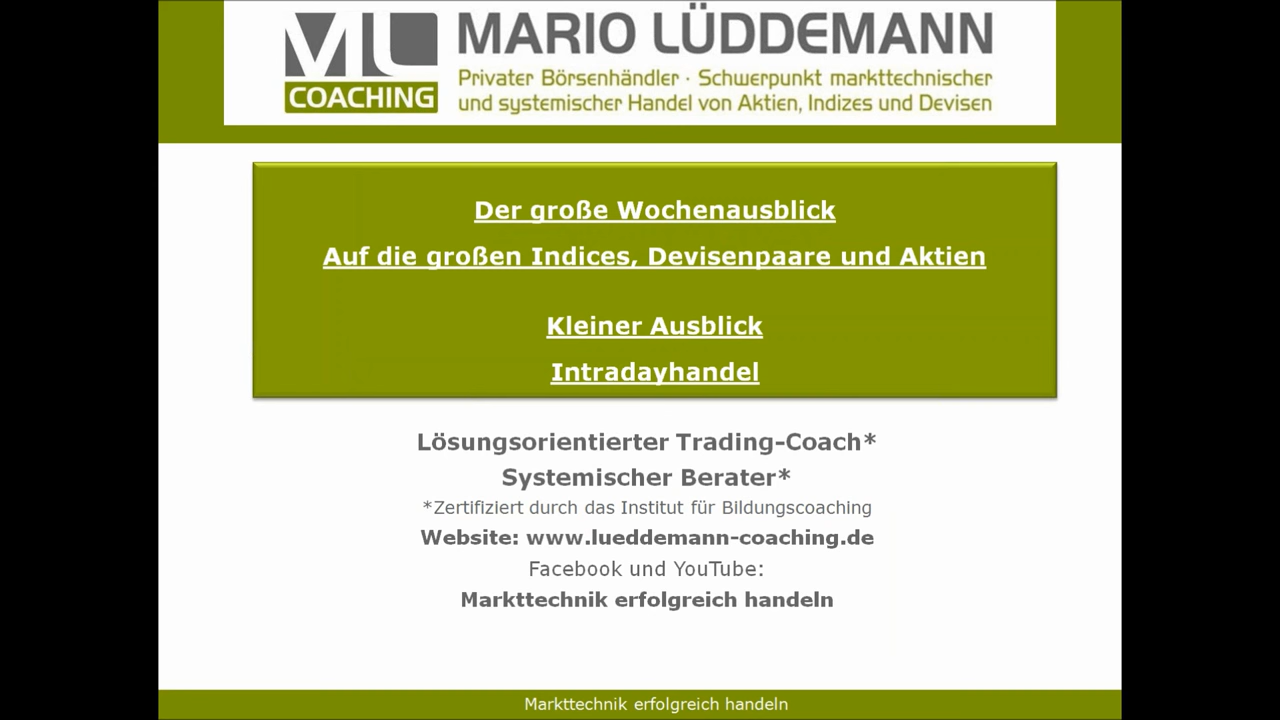 ML
COACHING
MARIO LÜDDEMANN
Privater Börsenhändler · Schwerpunkt markttechnischer
und systemischer Handel von Aktien, Indizes und Devisen
Der große Wochenausblick
Auf die großen Indices, Devisenpaare und Aktien
Kleiner Ausblick
Intradayhandel
Lösungsorientierter Trading-Coach*
Systemischer Berater*
*Zertifiziert durch das Institut für Bildungscoaching
Website: www.lueddemann-coaching.de
Facebook und YouTube:
Markttechnik erfolgreich handeln
Markttechnik erfolgreich handeln